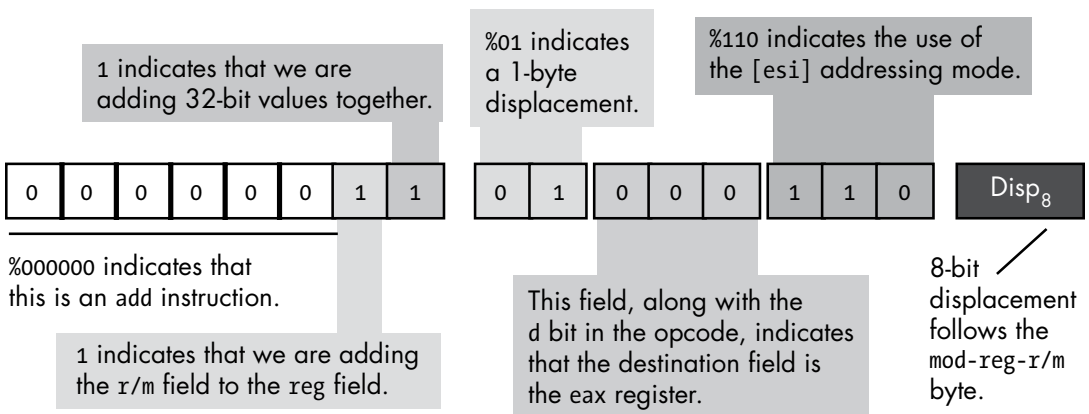 1 indicates that we are
adding 32-bit values together.
%01 indicates
a 1-byte
displacement.
%110 indicates the use of
the [esi] addressing mode.
0 0 0 0 0 0 1 1 0 1 0 0 0 1 1 0 Disp8
%000000 indicates that
this is an add instruction.
1 indicates that we are adding
the r/m field to the reg field.
This field, along with the
d bit in the opcode, indicates
that the destination field is
the eax register.
8-bit
displacement
follows the
mod-reg-r/m
byte.